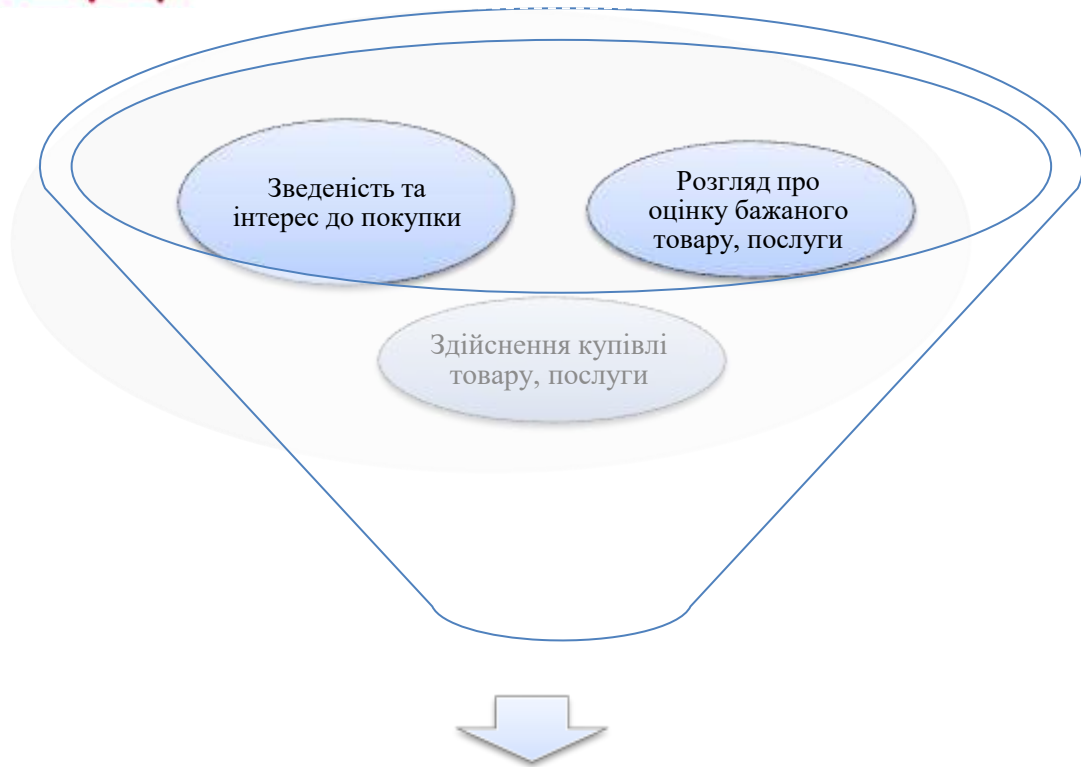 Зведеність та
інтерес до покупки
Розгляд про
оцінку бажаного
товару, послуги
Здійснення купівлі
товару, послуги